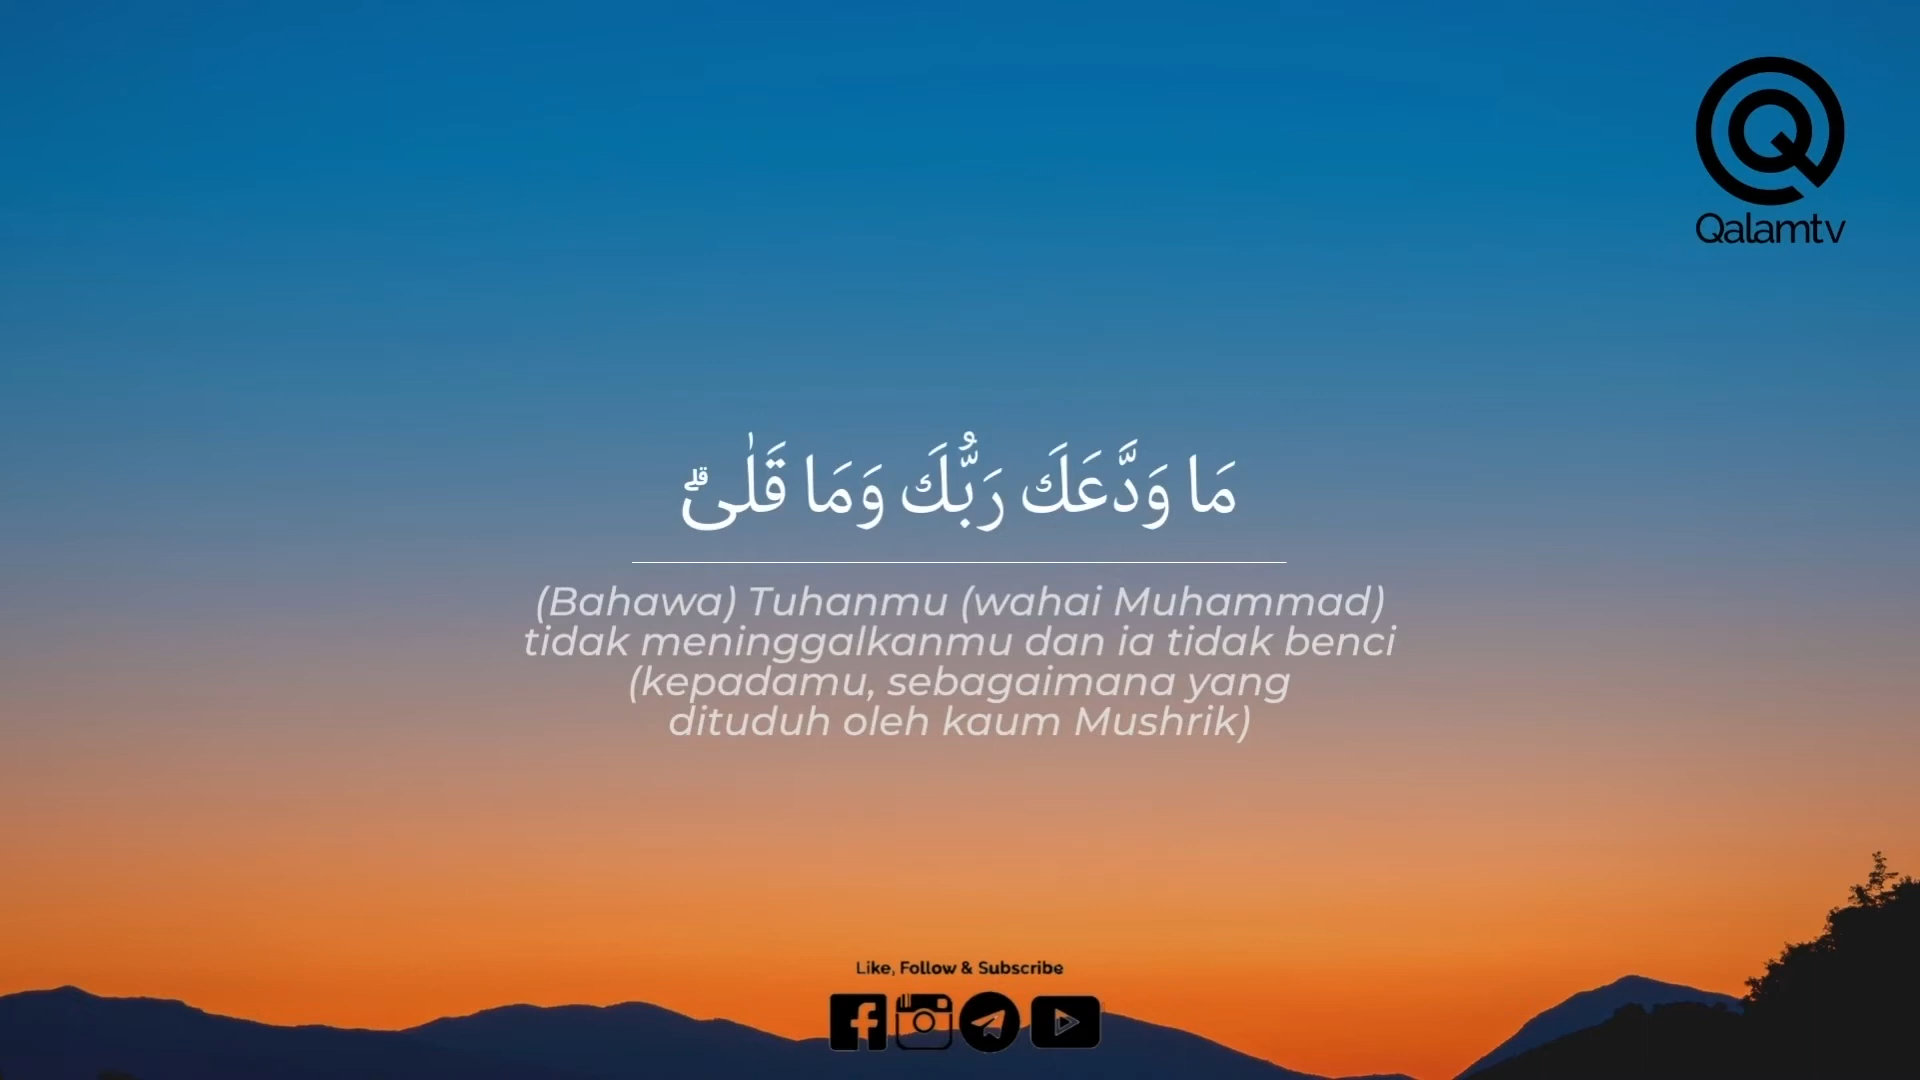 Qalamtv
مَا وَدَّعَكَ رَبُّكَ وَمَا قَلٰىۗ
(Bahawa) Tuhanmu (wahai Muhammad)
tidak meninggalkanmu dan ia tidak benci
(kepadamu, sebagaimana yang
dituduh oleh kaum Mushrik)
Like, Follow & Subscribe